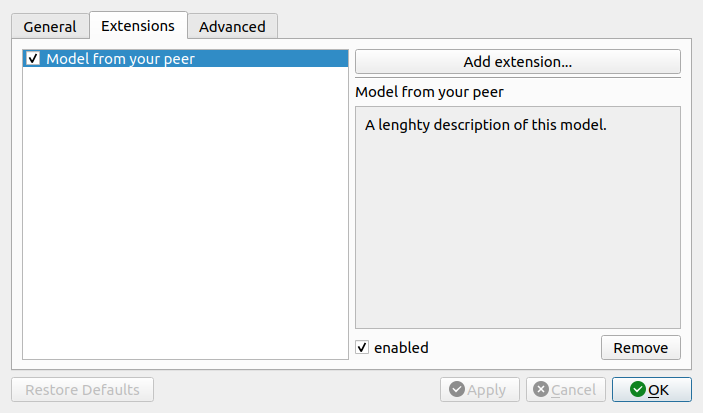 General
Extensions
Advanced
Model from your peer
Add extension...
Model from your peer
A lenghty description of this model.
enabled
Remove
Restore Defaults
Apply
Cancel
OK